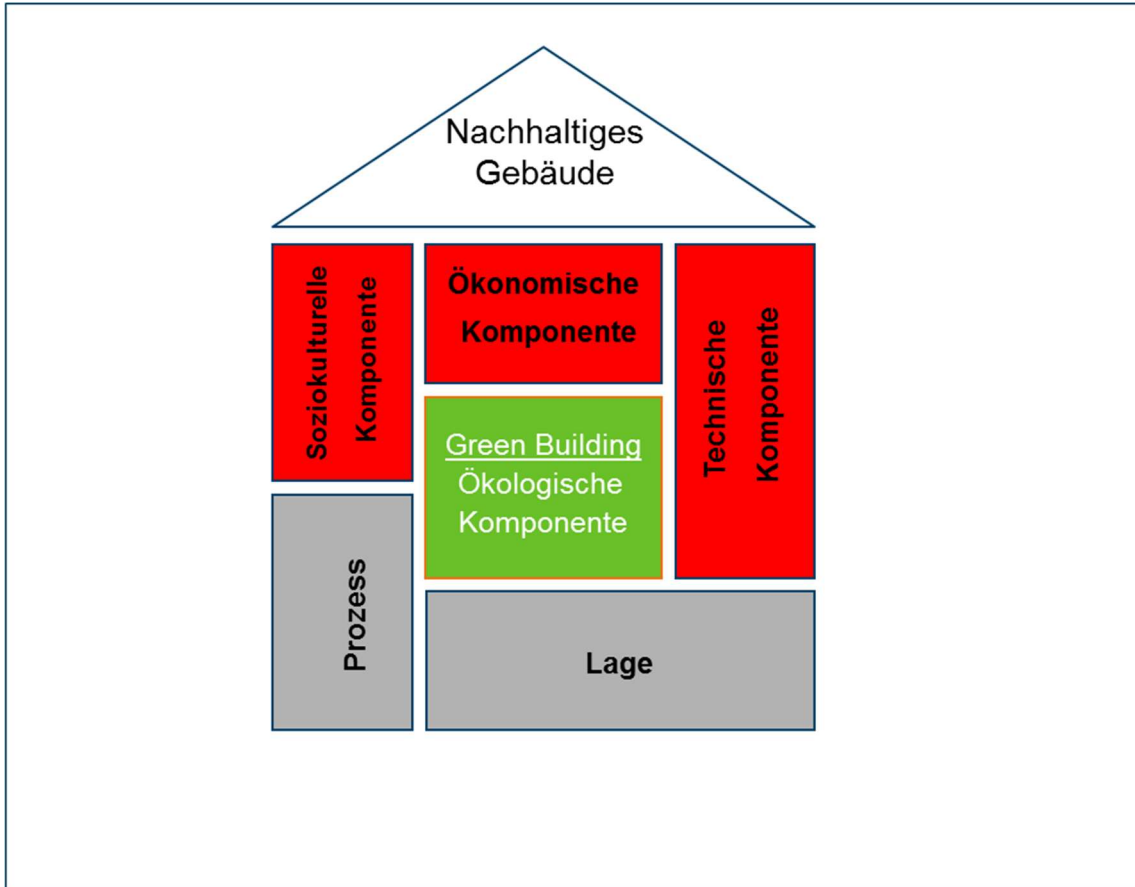 Nachhaltiges
Gebäude
Soziokulturelle
Komponente
Ökonomische
Komponente
Technische
Komponente
Green Building
Ökologische
Komponente
Prozess
Lage